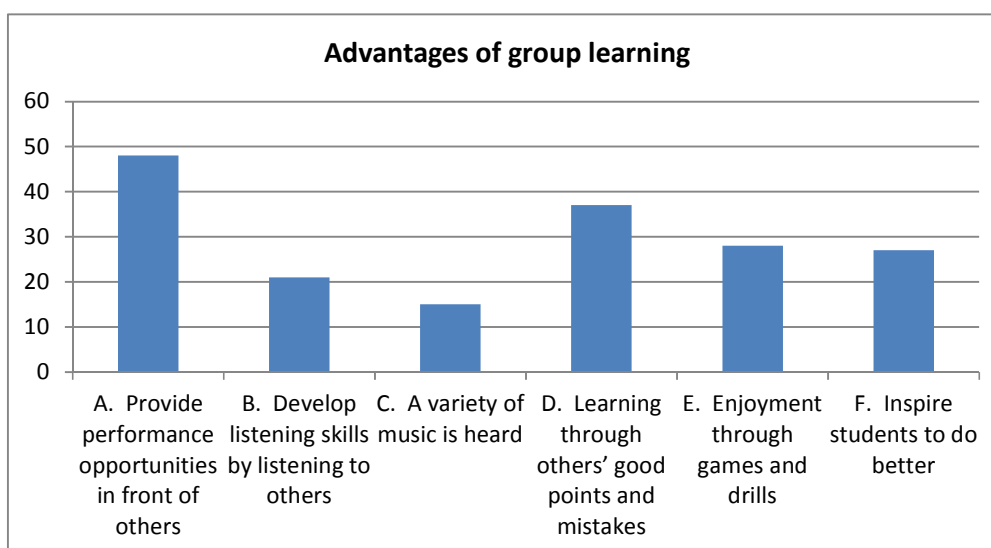 Advantages of group learning
60
50
40
30
20
10
0
A. Provide
performance
opportunities
in front of
others
B. Develop
listening skills
by listening to
others
C. A variety of
music is heard
D. Learning
through
others’ good
points and
mistakes
E. Enjoyment
through
games and
drills
F. Inspire
students to do
better